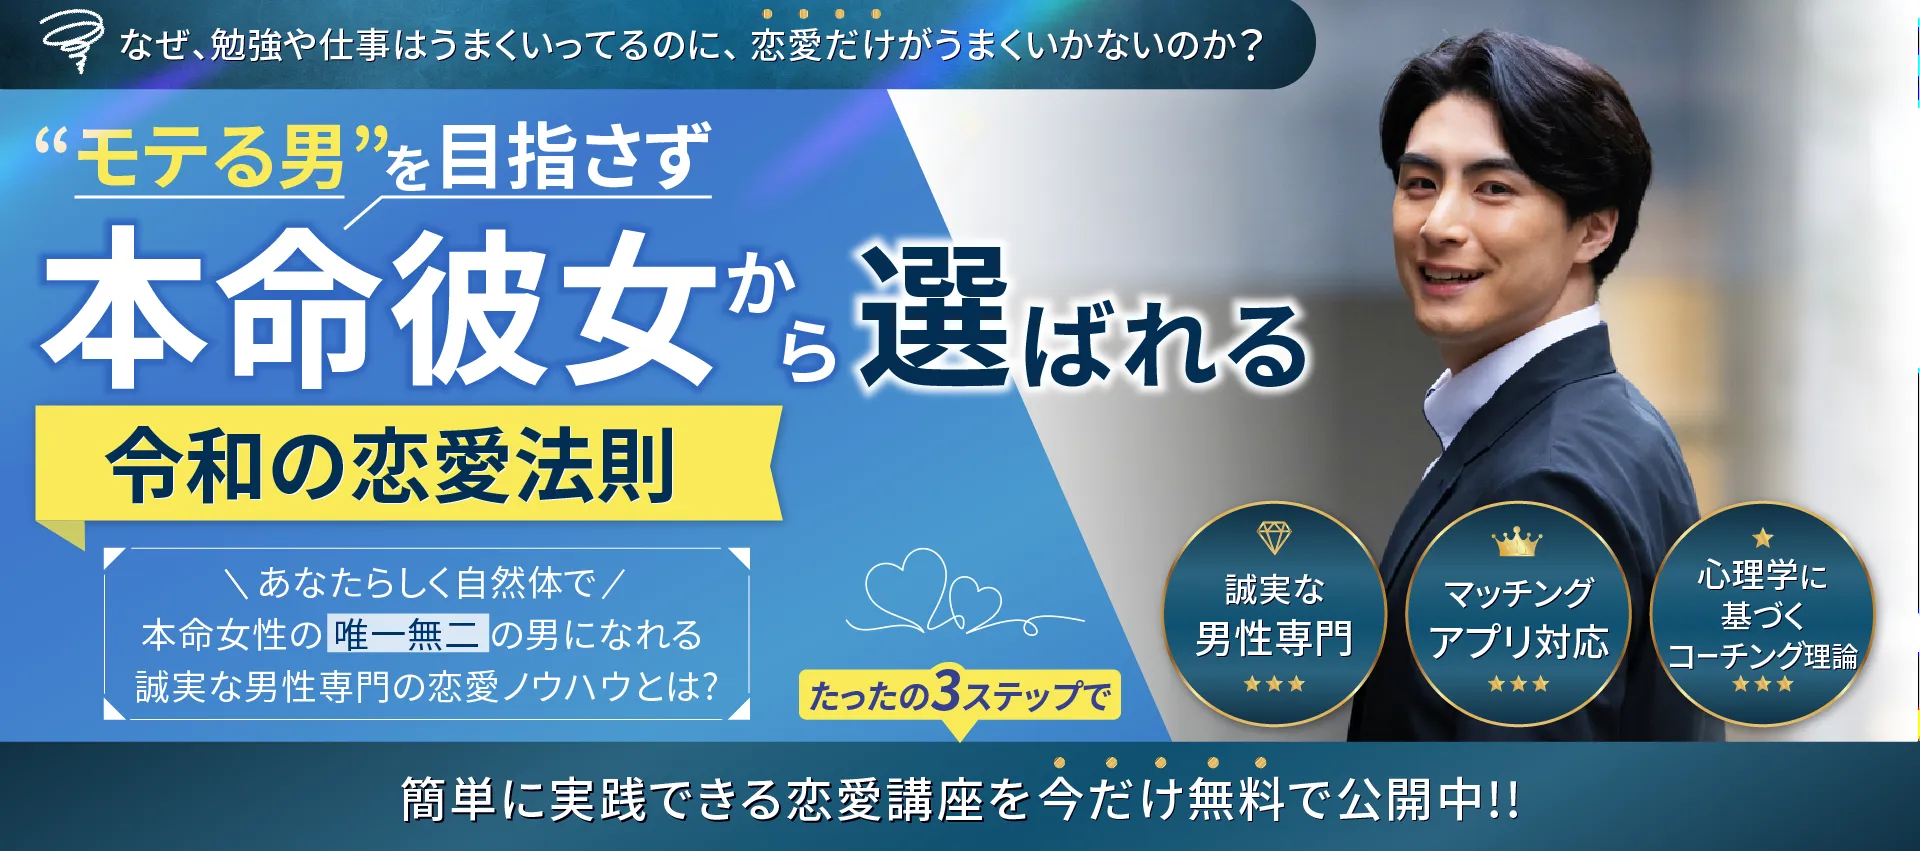 なぜ、勉強や仕事はうまくいってるのに、恋愛だけがうまくいかないのか？
“モテる男”を目指さず
本命彼女から選ばれる
令和の恋愛法則
\ あなたらしく自然体で /
本命女性の唯一無二の男になれる
誠実な男性専門の恋愛ノウハウとは?
誠実な
男性専門
★★★
マッチング
アプリ対応
★★★
★
心理学に
基づく
コーチング理論
★★★
たったの3ステップで
簡単に実践できる恋愛講座を今だけ無料で公開中!!